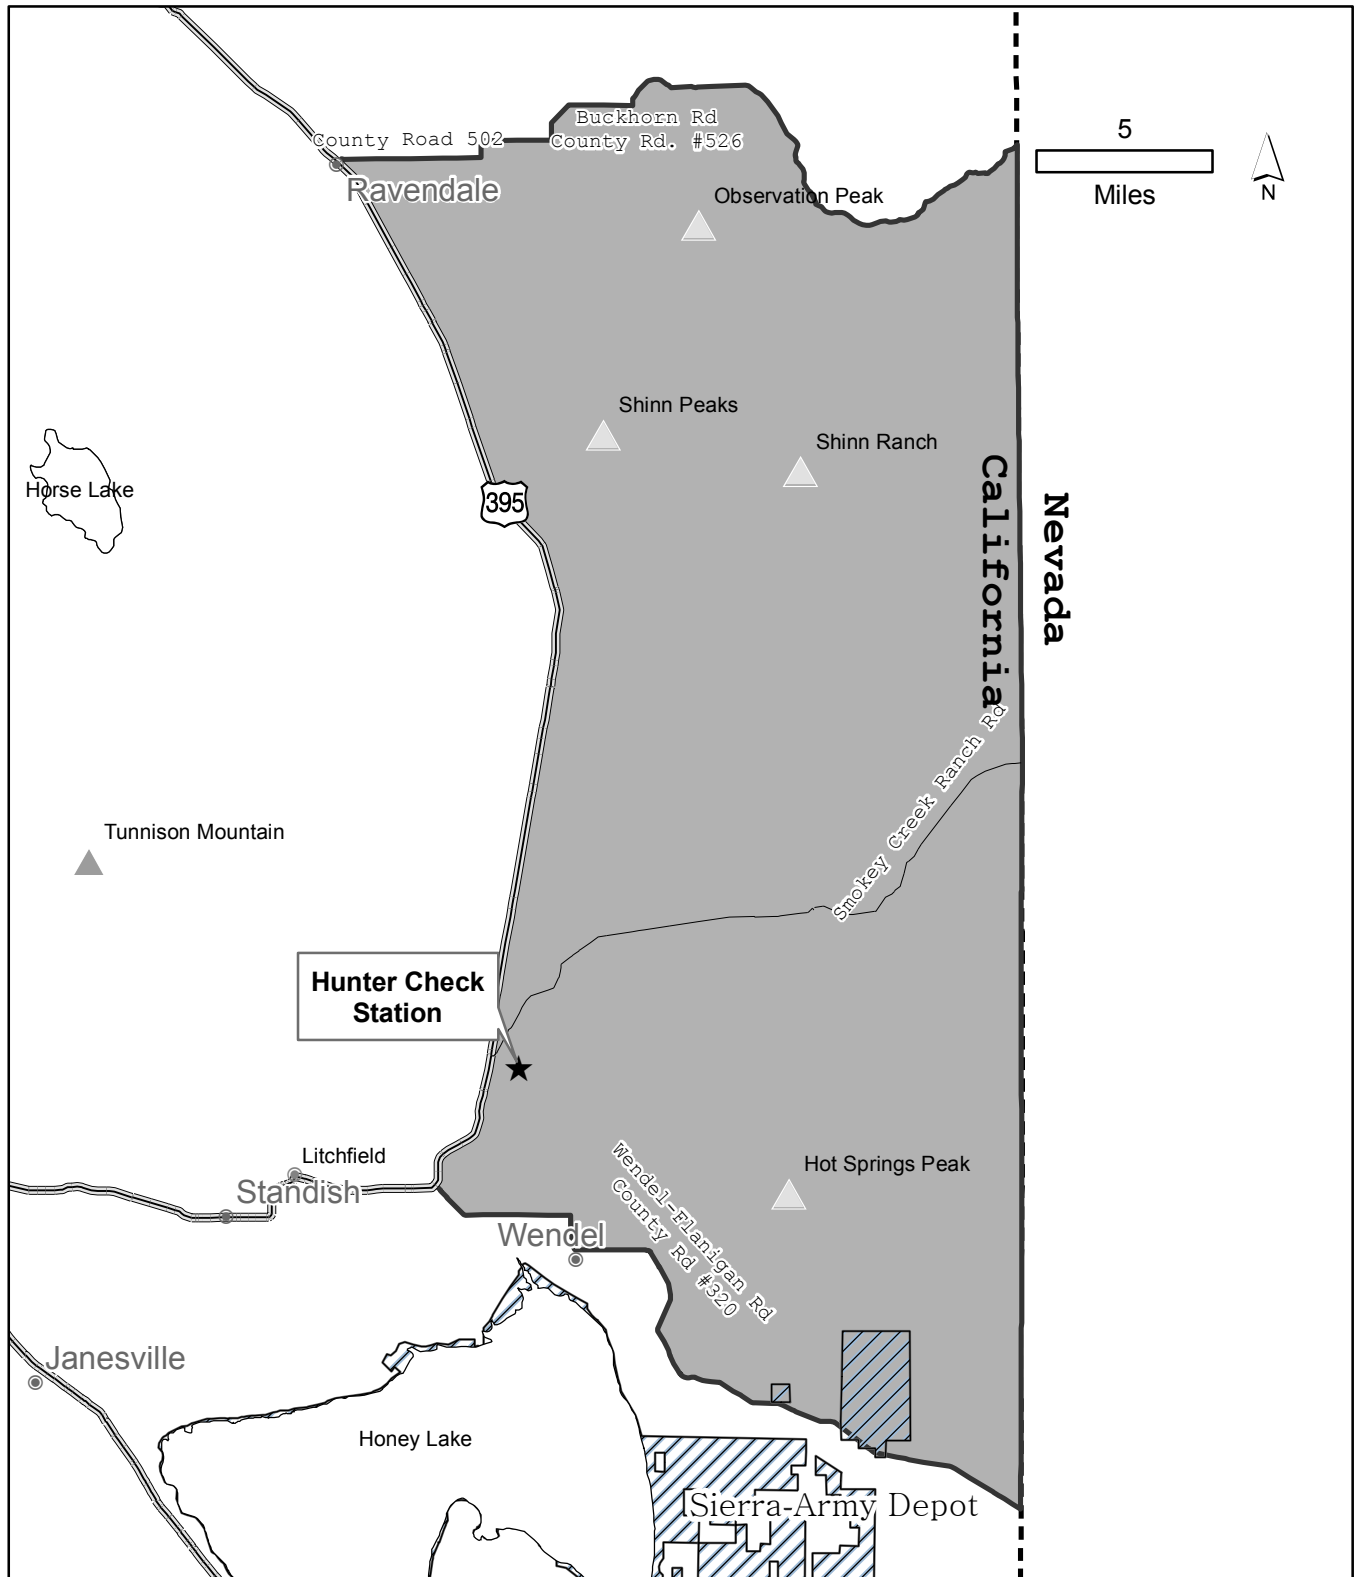 Buckhorn Rd
County Road 502
County Rd. #526
5
Miles
N
Ravendale
Observation Peak
Shinn Peaks
Shinn Ranch
Horse Lake
395
California
Nevada
Smokey Creek Ranch Rd
Tunnison Mountain
Hunter Check
Station
Litchfield
Standish
Wendel
Wendel-Flanigan Rd
County Rd #320
Hot Springs Peak
Janesville
Honey Lake
Sierra-Army Depot